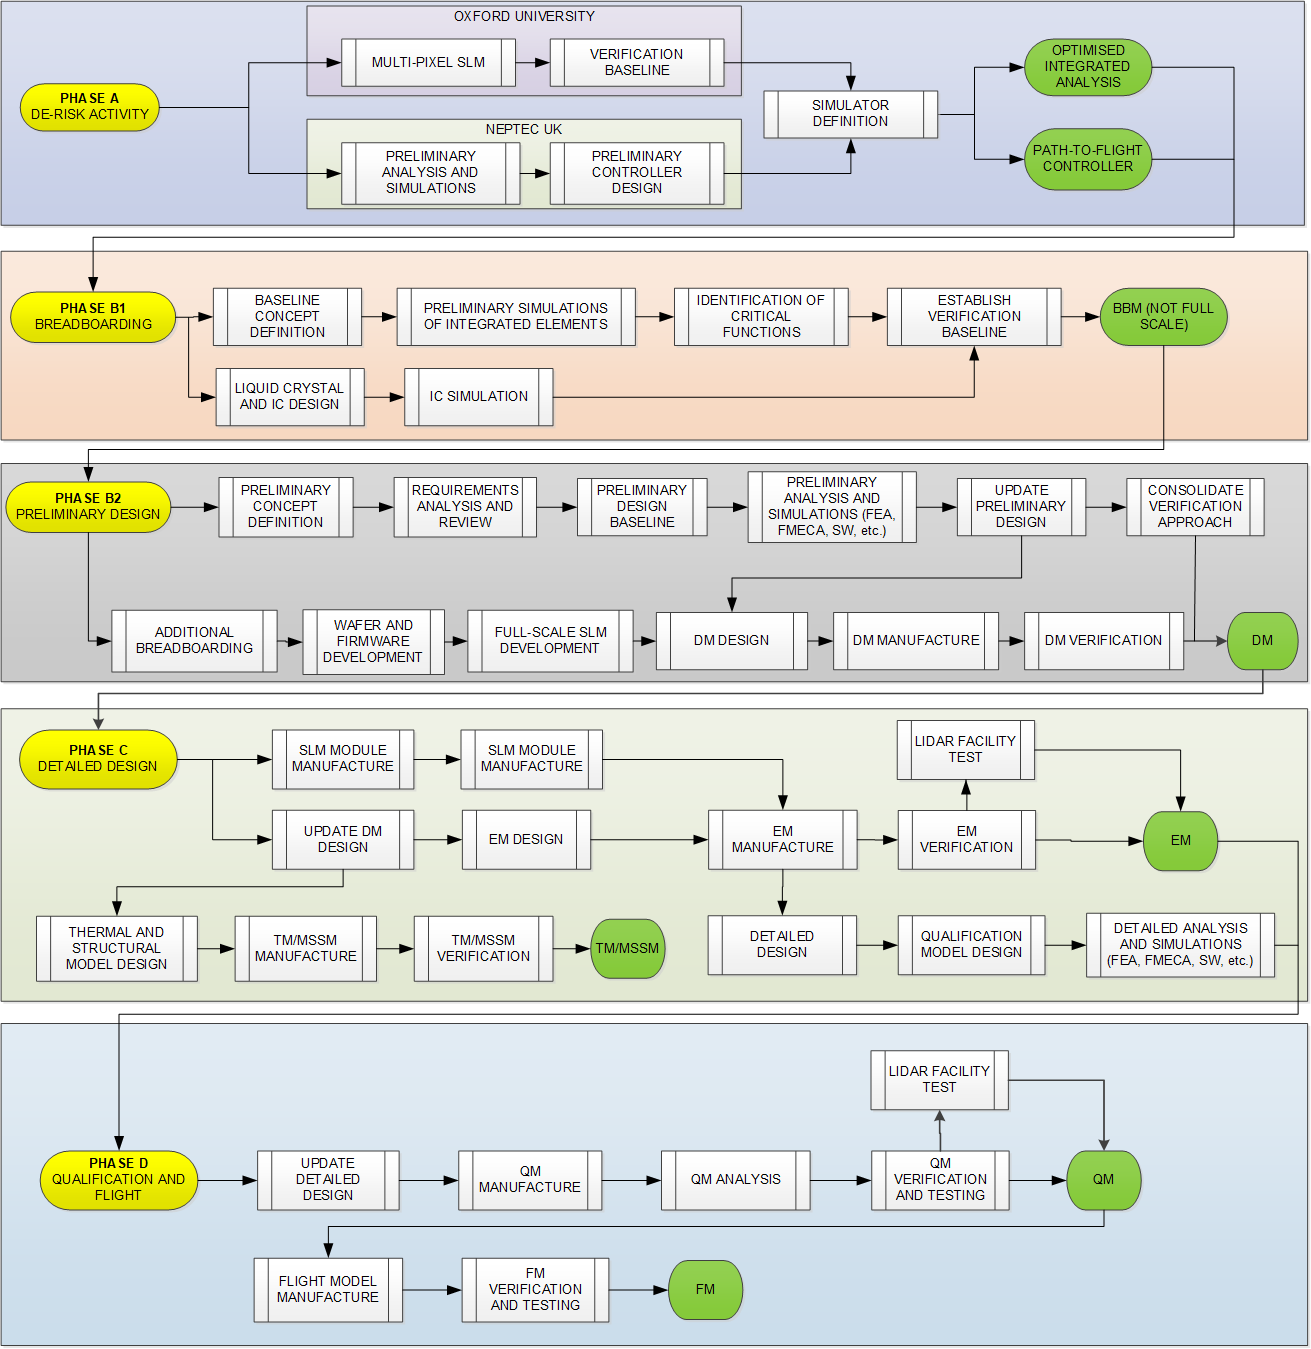 OXFORD UNIVERSITY
MULTI-PIXEL SLM
VERIFICATION
BASELINE
OPTIMISED
INTEGRATED
ANALYSIS
PHASE A
DE-RISK ACTIVITY
SIMULATOR
DEFINITION
NEPTEC UK
PRELIMINARY
ANALYSIS AND
SIMULATIONS
PRELIMINARY
CONTROLLER
DESIGN
PATH-TO-FLIGHT
CONTROLLER
PHASE B1
BREADBOARDING
BASELINE
CONCEPT
DEFINITION
PRELIMINARY SIMULATIONS
OF INTEGRATED ELEMENTS
IDENTIFICATION OF
CRITICAL
FUNCTIONS
ESTABLISH
VERIFICATION
BASELINE
BBM (NOT FULL
SCALE)
LIQUID CRYSTAL
AND IC DESIGN
IC SIMULATION
PHASE B2
PRELIMINARY DESIGN
PRELIMINARY
CONCEPT
DEFINITION
REQUIREMENTS
ANALYSIS AND
REVIEW
PRELIMINARY
DESIGN
BASELINE
PRELIMINARY
ANALYSIS AND
SIMULATIONS (FEA,
FMECA, SW, etc.)
UPDATE
PRELIMINARY
DESIGN
CONSOLIDATE
VERIFICATION
APPROACH
ADDITIONAL
BREADBOARDING
WAFER AND
FIRMWARE
DEVELOPMENT
FULL-SCALE SLM
DEVELOPMENT
DM DESIGN
DM MANUFACTURE
DM VERIFICATION
DM
PHASE C
DETAILED DESIGN
SLM MODULE
MANUFACTURE
SLM MODULE
MANUFACTURE
LIDAR FACILITY
TEST
UPDATE DM
DESIGN
EM DESIGN
EM
MANUFACTURE
EM
VERIFICATION
EM
THERMAL AND
STRUCTURAL
MODEL DESIGN
TM/MSSM
MANUFACTURE
TM/MSSM
VERIFICATION
TM/MSSM
DETAILED
DESIGN
QUALIFICATION
MODEL DESIGN
DETAILED ANALYSIS
AND SIMULATIONS
(FEA, FMECA, SW, etc.)
LIDAR FACILITY
TEST
PHASE D
QUALIFICATION AND
FLIGHT
UPDATE
DETAILED
DESIGN
QM
MANUFACTURE
QM ANALYSIS
QM
VERIFICATION
AND TESTING
QM
FLIGHT MODEL
MANUFACTURE
FM
VERIFICATION
AND TESTING
FM